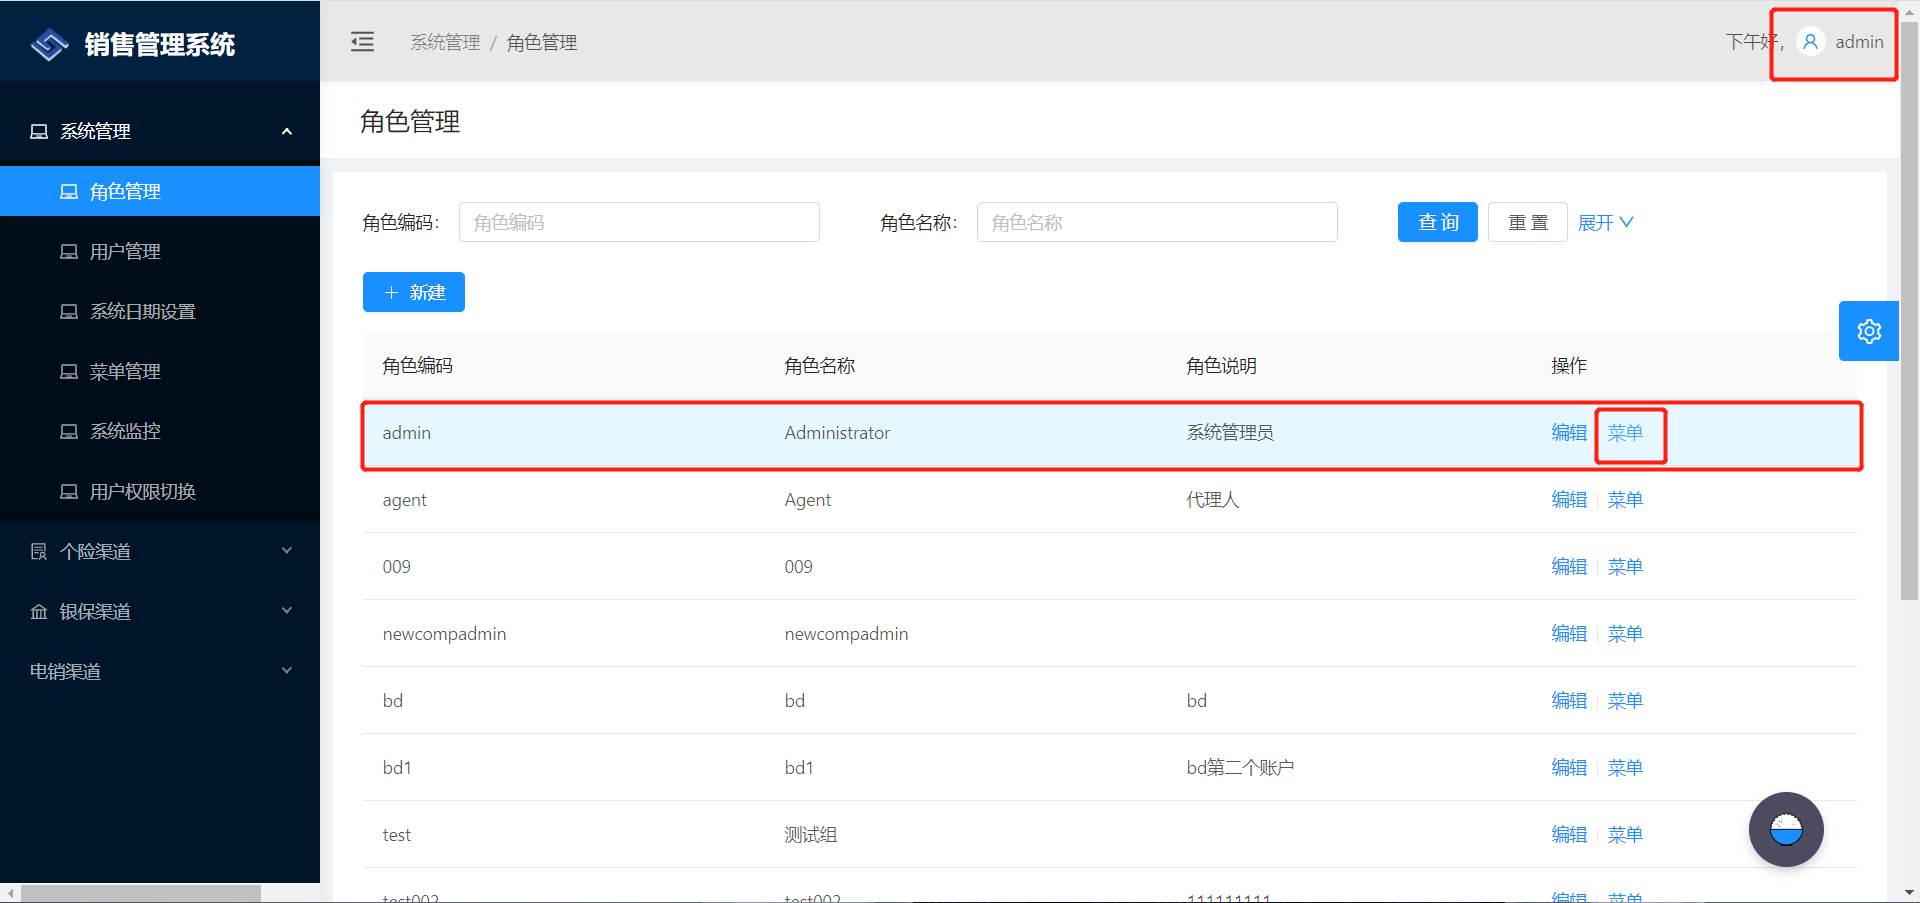 销售管理系统
系统管理
角色管理
用户管理
系统日期设置
菜单管理
系统监控
用户权限切换
个险渠道
银保渠道
电销渠道
系统管理 / 角色管理
下午好, admin
角色管理
角色编码: 角色编码 角色名称: 角色名称 查 询 重 置 展开
+ 新建
角色编码 角色名称 角色说明 操作
admin Administrator 系统管理员 编辑 菜单
agent Agent 代理人 编辑 菜单
009 009 编辑 菜单
newcompadmin newcompadmin 编辑 菜单
bd bd bd 编辑 菜单
bd1 bd1 bd第二个账户 编辑 菜单
test 测试组 编辑 菜单
test002 test002 111111111 编辑 菜单